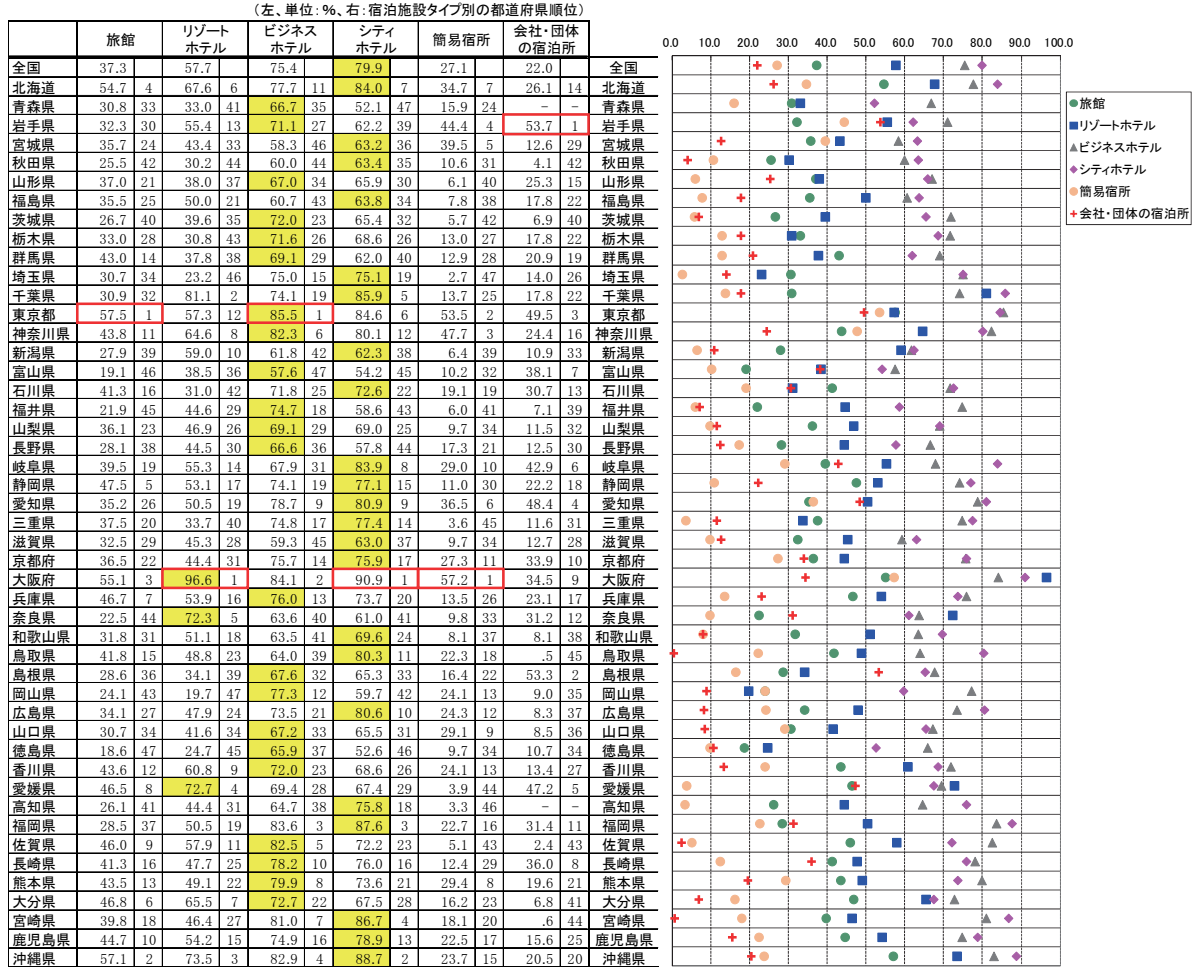 (左、単位：%、右：宿泊施設タイプ別の都道府県順位)
旅館 リゾートホテル ビジネスホテル シティホテル 簡易宿所 会社・団体の宿泊所
0.0 10.0 20.0 30.0 40.0 50.0 60.0 70.0 80.0 90.0 100.0
全国 37.3 57.7 75.4 79.9 27.1 22.0 全国
北海道 54.7 4 67.6 6 77.7 11 84.0 7 34.7 7 26.1 14 北海道
青森県 30.8 33 33.0 41 66.7 35 52.1 47 15.9 24 － － 青森県
岩手県 32.3 30 55.4 13 71.1 27 62.2 39 44.4 4 53.7 1 岩手県
宮城県 35.7 24 43.4 33 58.3 46 63.2 36 39.5 5 12.6 29 宮城県
秋田県 25.5 42 30.2 44 60.0 44 63.4 35 10.6 31 4.1 42 秋田県
山形県 37.0 21 38.0 37 67.0 34 65.9 30 6.1 40 25.3 15 山形県
福島県 35.5 25 50.0 21 60.7 43 63.8 34 7.8 38 17.8 22 福島県
茨城県 26.7 40 39.6 35 72.0 23 65.4 32 5.7 42 6.9 40 茨城県
栃木県 33.0 28 30.8 43 71.6 26 68.6 26 13.0 27 17.8 22 栃木県
群馬県 43.0 14 37.8 38 69.1 29 62.0 40 12.9 28 20.9 19 群馬県
埼玉県 30.7 34 23.2 46 75.0 15 75.1 19 2.7 47 14.0 26 埼玉県
千葉県 30.9 32 81.1 2 74.1 19 85.9 5 13.7 25 17.8 22 千葉県
東京都 57.5 1 57.3 12 85.5 1 84.6 6 53.5 2 49.5 3 東京都
神奈川県 43.8 11 64.6 8 82.3 6 80.1 12 47.7 3 24.4 16 神奈川県
新潟県 27.9 39 59.0 10 61.8 42 62.3 38 6.4 39 10.9 33 新潟県
富山県 19.1 46 38.5 36 57.6 47 54.2 45 10.2 32 38.1 7 富山県
石川県 41.3 16 31.0 42 71.8 25 72.6 22 19.1 19 30.7 13 石川県
福井県 21.9 45 44.6 29 74.7 18 58.6 43 6.0 41 7.1 39 福井県
山梨県 36.1 23 46.9 26 69.1 29 69.0 25 9.7 34 11.5 32 山梨県
長野県 28.1 38 44.5 30 66.6 36 57.8 44 17.3 21 12.5 30 長野県
岐阜県 39.5 19 55.3 14 67.9 31 83.9 8 29.0 10 42.9 6 岐阜県
静岡県 47.5 5 53.1 17 74.1 19 77.1 15 11.0 30 22.2 18 静岡県
愛知県 35.2 26 50.5 19 78.7 9 80.9 9 36.5 6 48.4 4 愛知県
三重県 37.5 20 33.7 40 74.8 17 77.4 14 3.6 45 11.6 31 三重県
滋賀県 32.5 29 45.3 28 59.3 45 63.0 37 9.7 34 12.7 28 滋賀県
京都府 36.5 22 44.4 31 75.7 14 75.9 17 27.3 11 33.9 10 京都府
大阪府 55.1 3 96.6 1 84.1 2 90.9 1 57.2 1 34.5 9 大阪府
兵庫県 46.7 7 53.9 16 76.0 13 73.7 20 13.5 26 23.1 17 兵庫県
奈良県 22.5 44 72.3 5 63.6 40 61.0 41 9.8 33 31.2 12 奈良県
和歌山県 31.8 31 51.1 18 63.5 41 69.6 24 8.1 37 8.1 38 和歌山県
鳥取県 41.8 15 48.8 23 64.0 39 80.3 11 22.3 18 .5 45 鳥取県
島根県 28.6 36 34.1 39 67.6 32 65.3 33 16.4 22 53.3 2 島根県
岡山県 24.1 43 19.7 47 77.3 12 59.7 42 24.1 13 9.0 35 岡山県
広島県 34.1 27 47.9 24 73.5 21 80.6 10 24.3 12 8.3 37 広島県
山口県 30.7 34 41.6 34 67.2 33 65.5 31 29.1 9 8.5 36 山口県
徳島県 18.6 47 24.7 45 65.9 37 52.6 46 9.7 34 10.7 34 徳島県
香川県 43.6 12 60.8 9 72.0 23 68.6 26 24.1 13 13.4 27 香川県
愛媛県 46.5 8 72.7 4 69.4 28 67.4 29 3.9 44 47.2 5 愛媛県
高知県 26.1 41 44.4 31 64.7 38 75.8 18 3.3 46 － － 高知県
福岡県 28.5 37 50.5 19 83.6 3 87.6 3 22.7 16 31.4 11 福岡県
佐賀県 46.0 9 57.9 11 82.5 5 72.2 23 5.1 43 2.4 43 佐賀県
長崎県 41.3 16 47.7 25 78.2 10 76.0 16 12.4 29 36.0 8 長崎県
熊本県 43.5 13 49.1 22 79.9 8 73.6 21 29.4 8 19.6 21 熊本県
大分県 46.8 6 65.5 7 72.7 22 67.5 28 16.2 23 6.8 41 大分県
宮崎県 39.8 18 46.4 27 81.0 7 86.7 4 18.1 20 .6 44 宮崎県
鹿児島県 44.7 10 54.2 15 74.9 16 78.9 13 22.5 17 15.6 25 鹿児島県
沖縄県 57.1 2 73.5 3 82.9 4 88.7 2 23.7 15 20.5 20 沖縄県
旅館
リゾートホテル
ビジネスホテル
シティホテル
簡易宿所
会社・団体の宿泊所